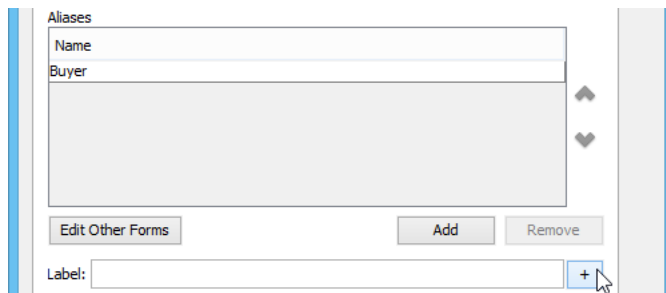 Aliases
Name
Buyer
Edit Other Forms Add Remove
Label: +